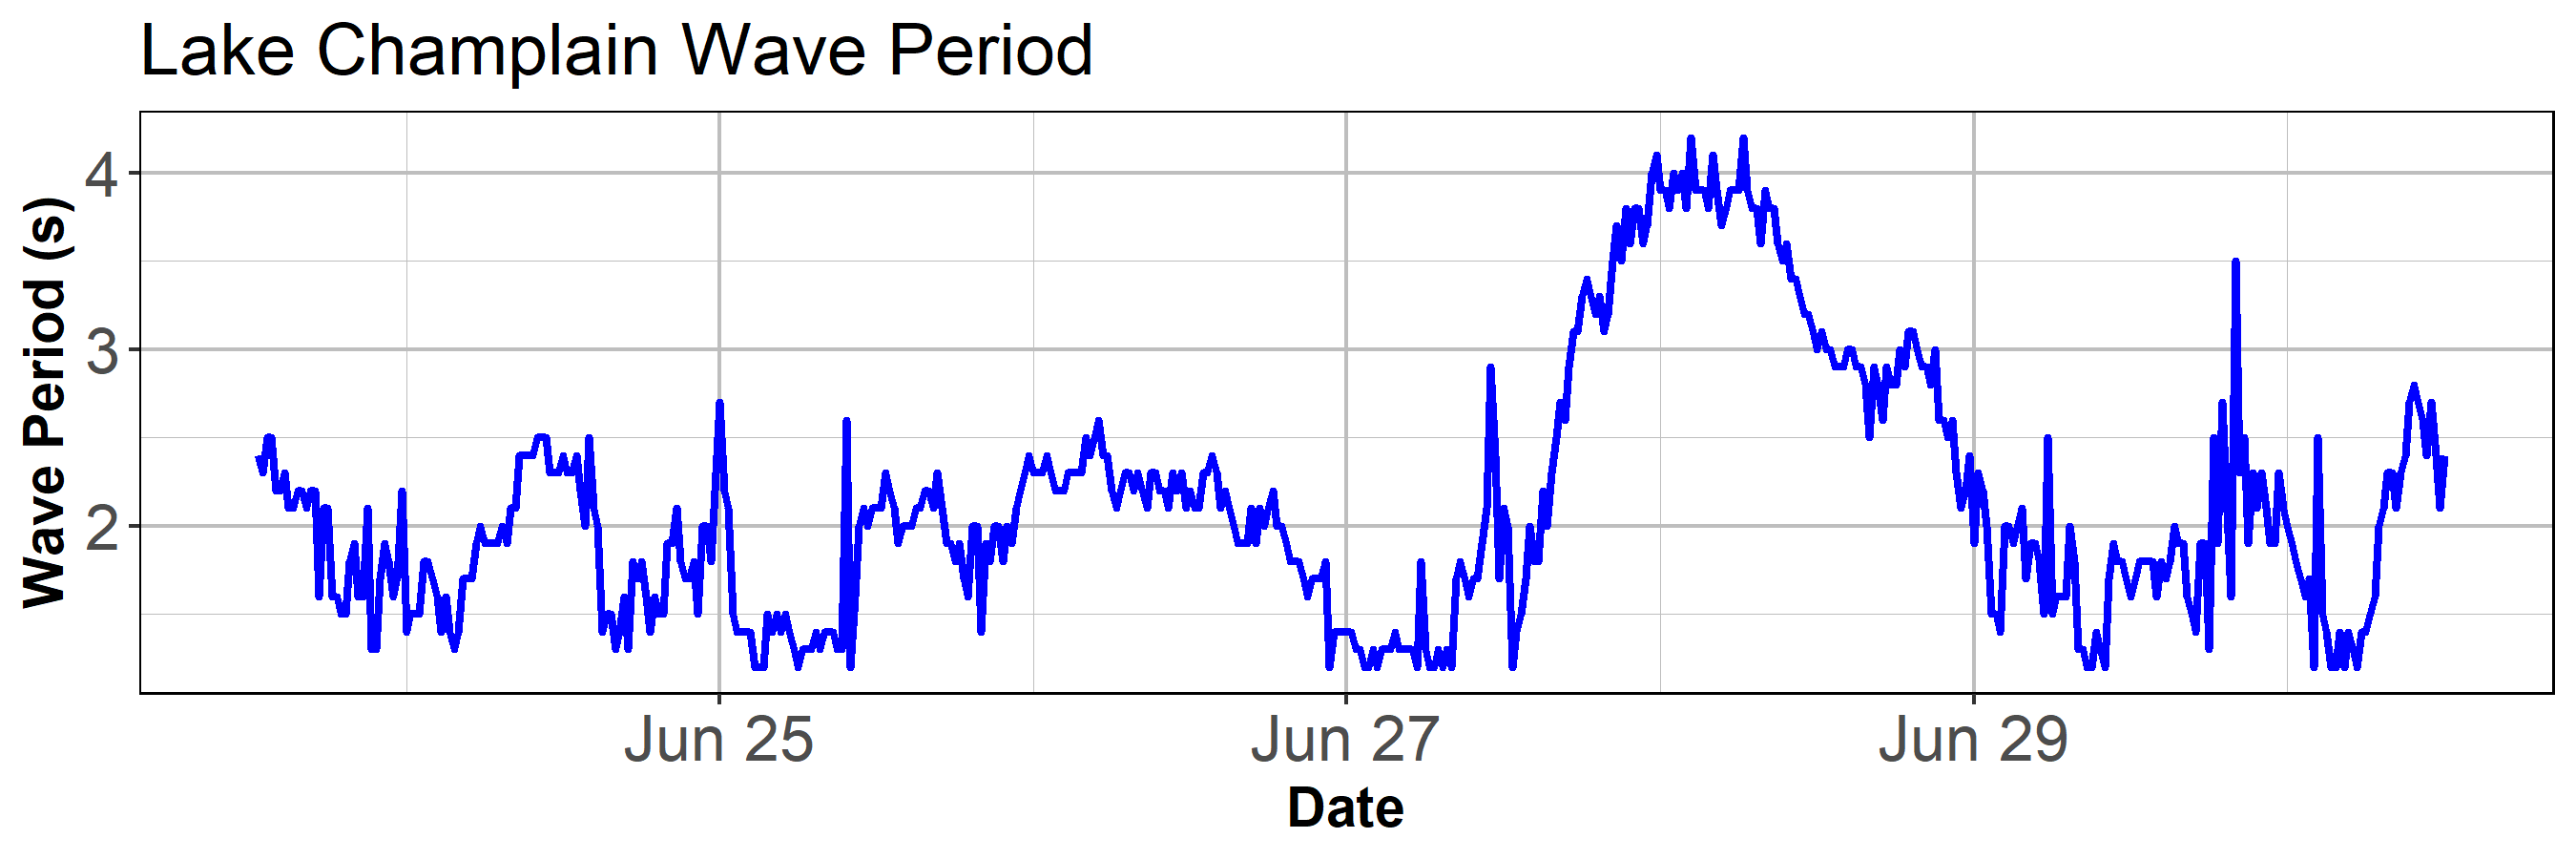 Lake Champlain Wave Period
Wave Period (s)
4
3
2
Jun 25
Jun 27
Jun 29
Date